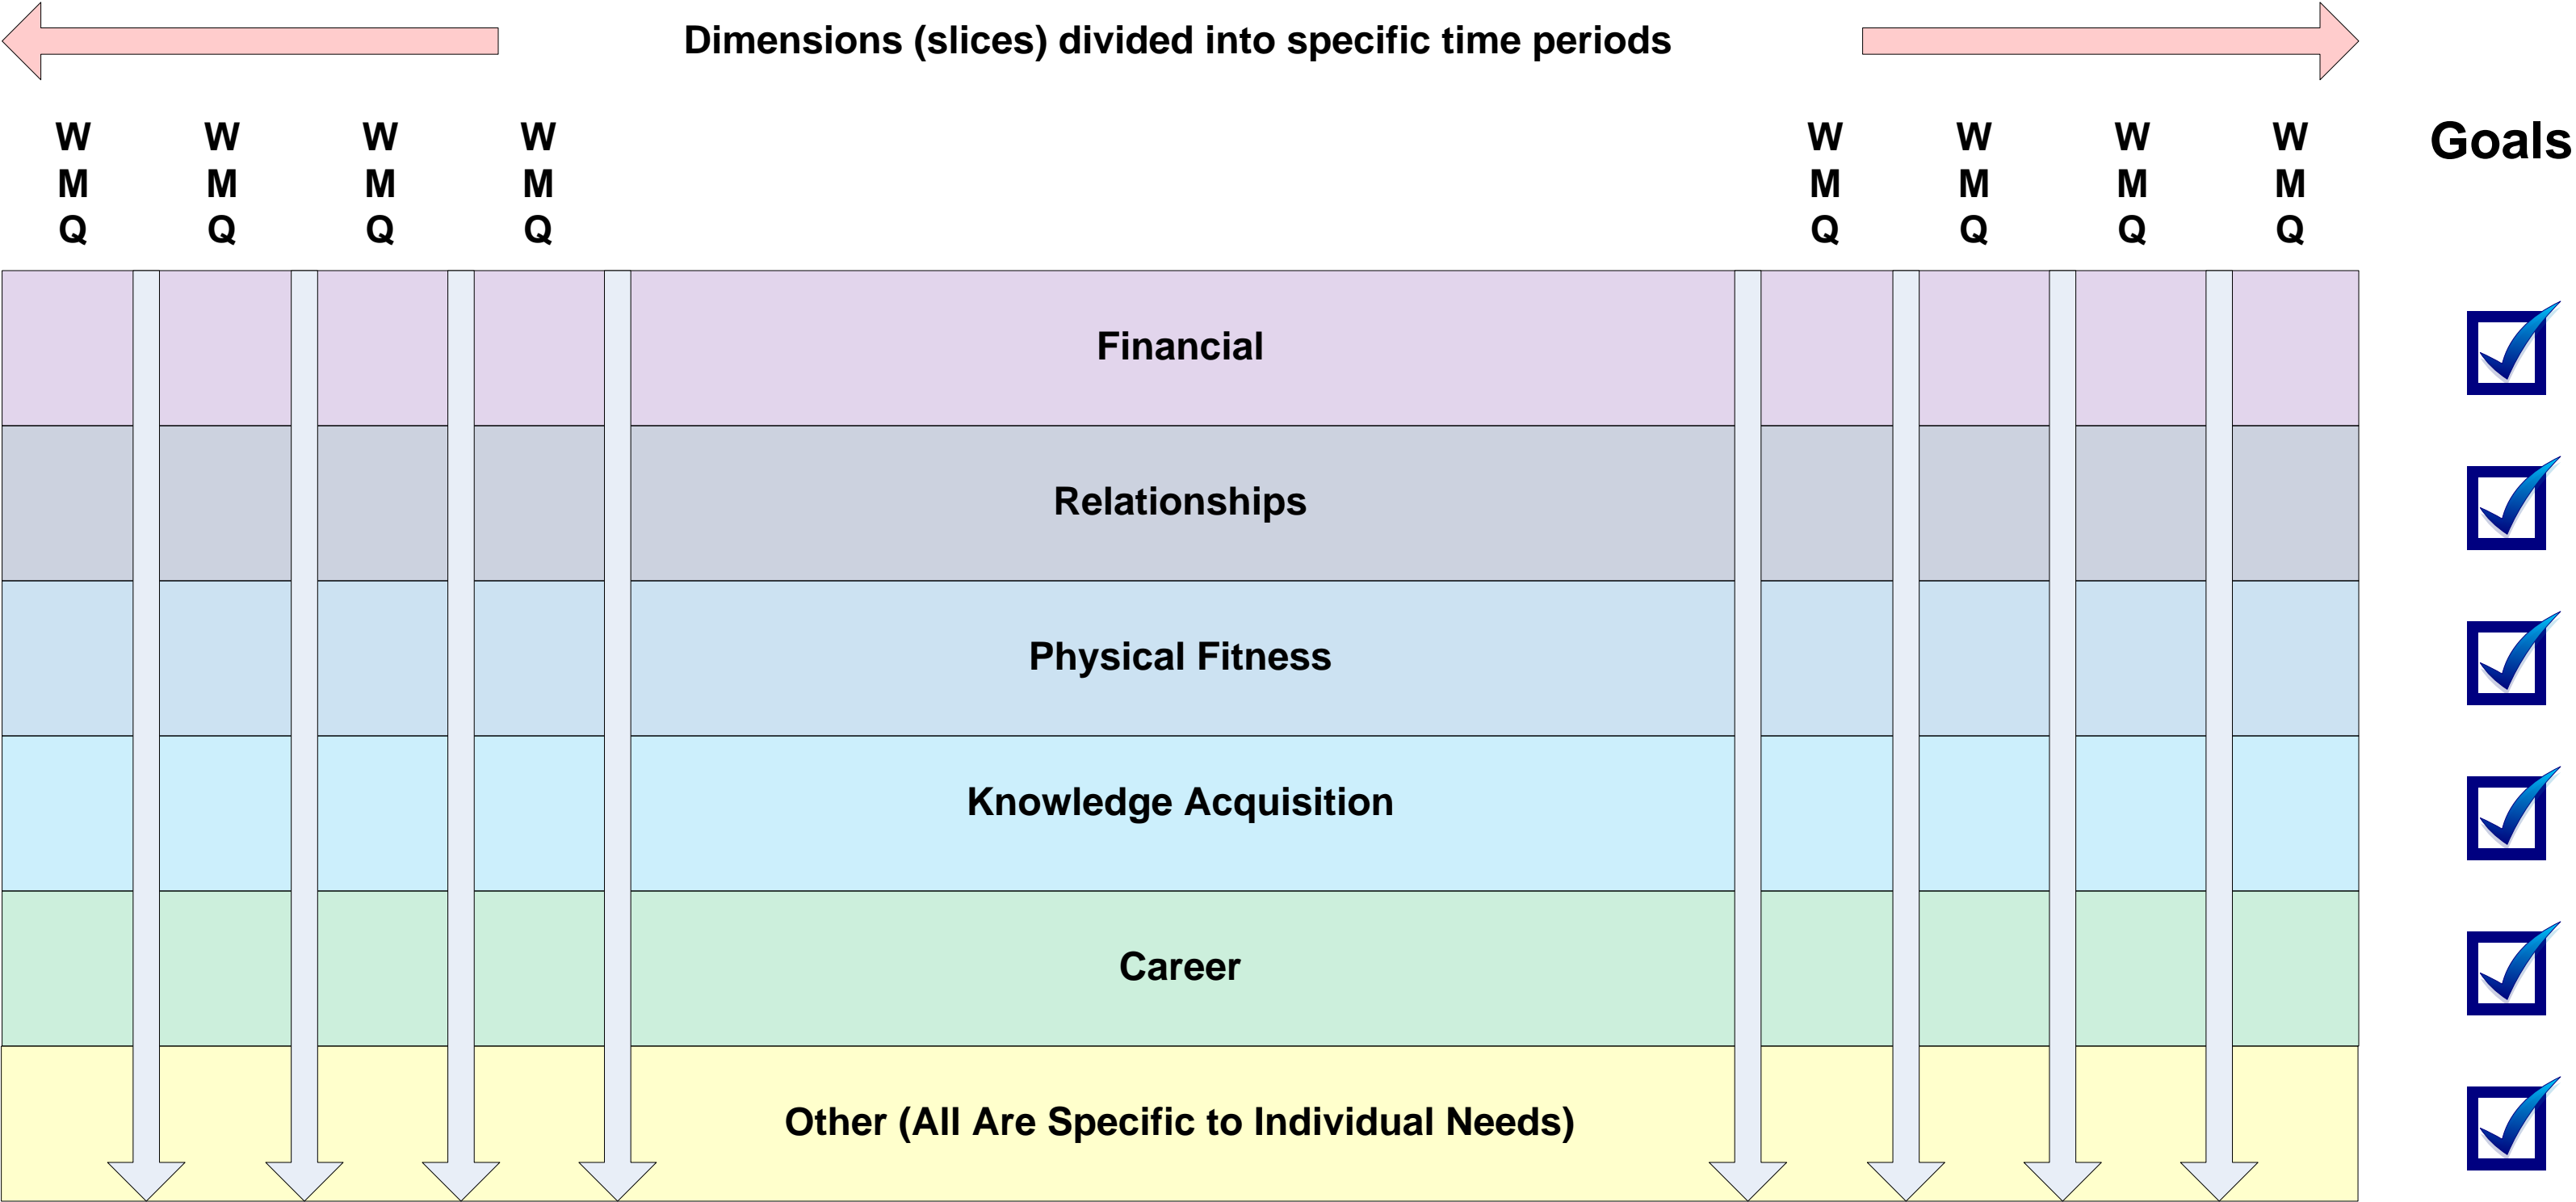 Dimensions (slices) divided into specific time periods
W W W W W W W W Goals
M M M M M M M M
Q Q Q Q Q Q Q Q
Financial
Relationships
Physical Fitness
Knowledge Acquisition
Career
Other (All Are Specific to Individual Needs)